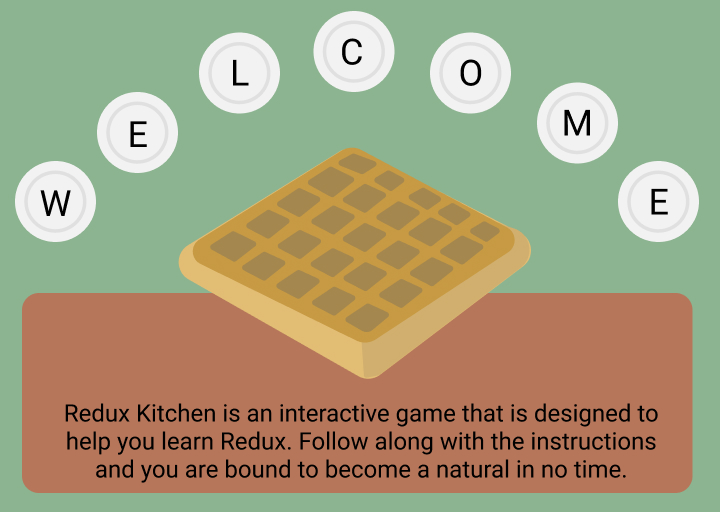 WELCOME
Redux Kitchen is an interactive game that is designed to
help you learn Redux. Follow along with the instructions
and you are bound to become a natural in no time.